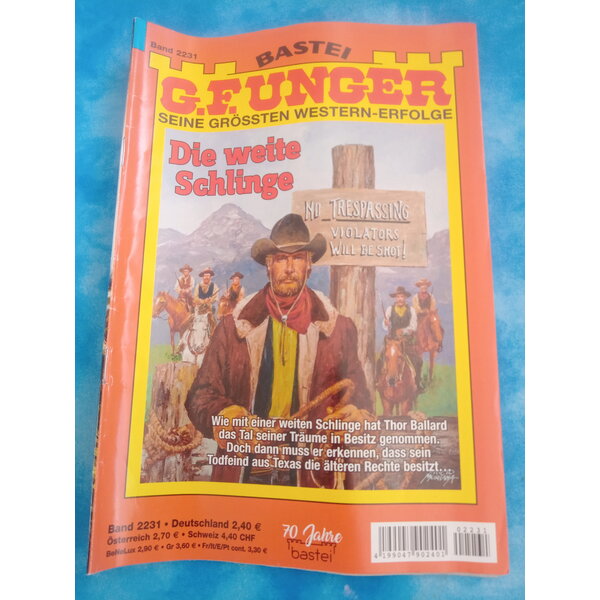 Band 2231
BASTEI
G.F. UNGER
SEINE GRÖSSTEN WESTERN-ERFOLGE
Die weite
Schlinge
NO TRESPASSING
VIOLATORS
WILL BE SHOT!
Wie mit einer weiten Schlinge hat Thor Ballard
das Tal seiner Träume in Besitz genommen.
Doch dann muss er erkennen, dass sein
Todfeind aus Texas die älteren Rechte besitzt...
Band 2231 • Deutschland 2,40 €
Österreich 2,70 € • Schweiz 4,40 CHF
BeNeLux 2,90 € • Gr 3,60 € • Fr/It/E/Pt cont. 3,30 €
70 Jahre
bastei
02231
4 199047 902401